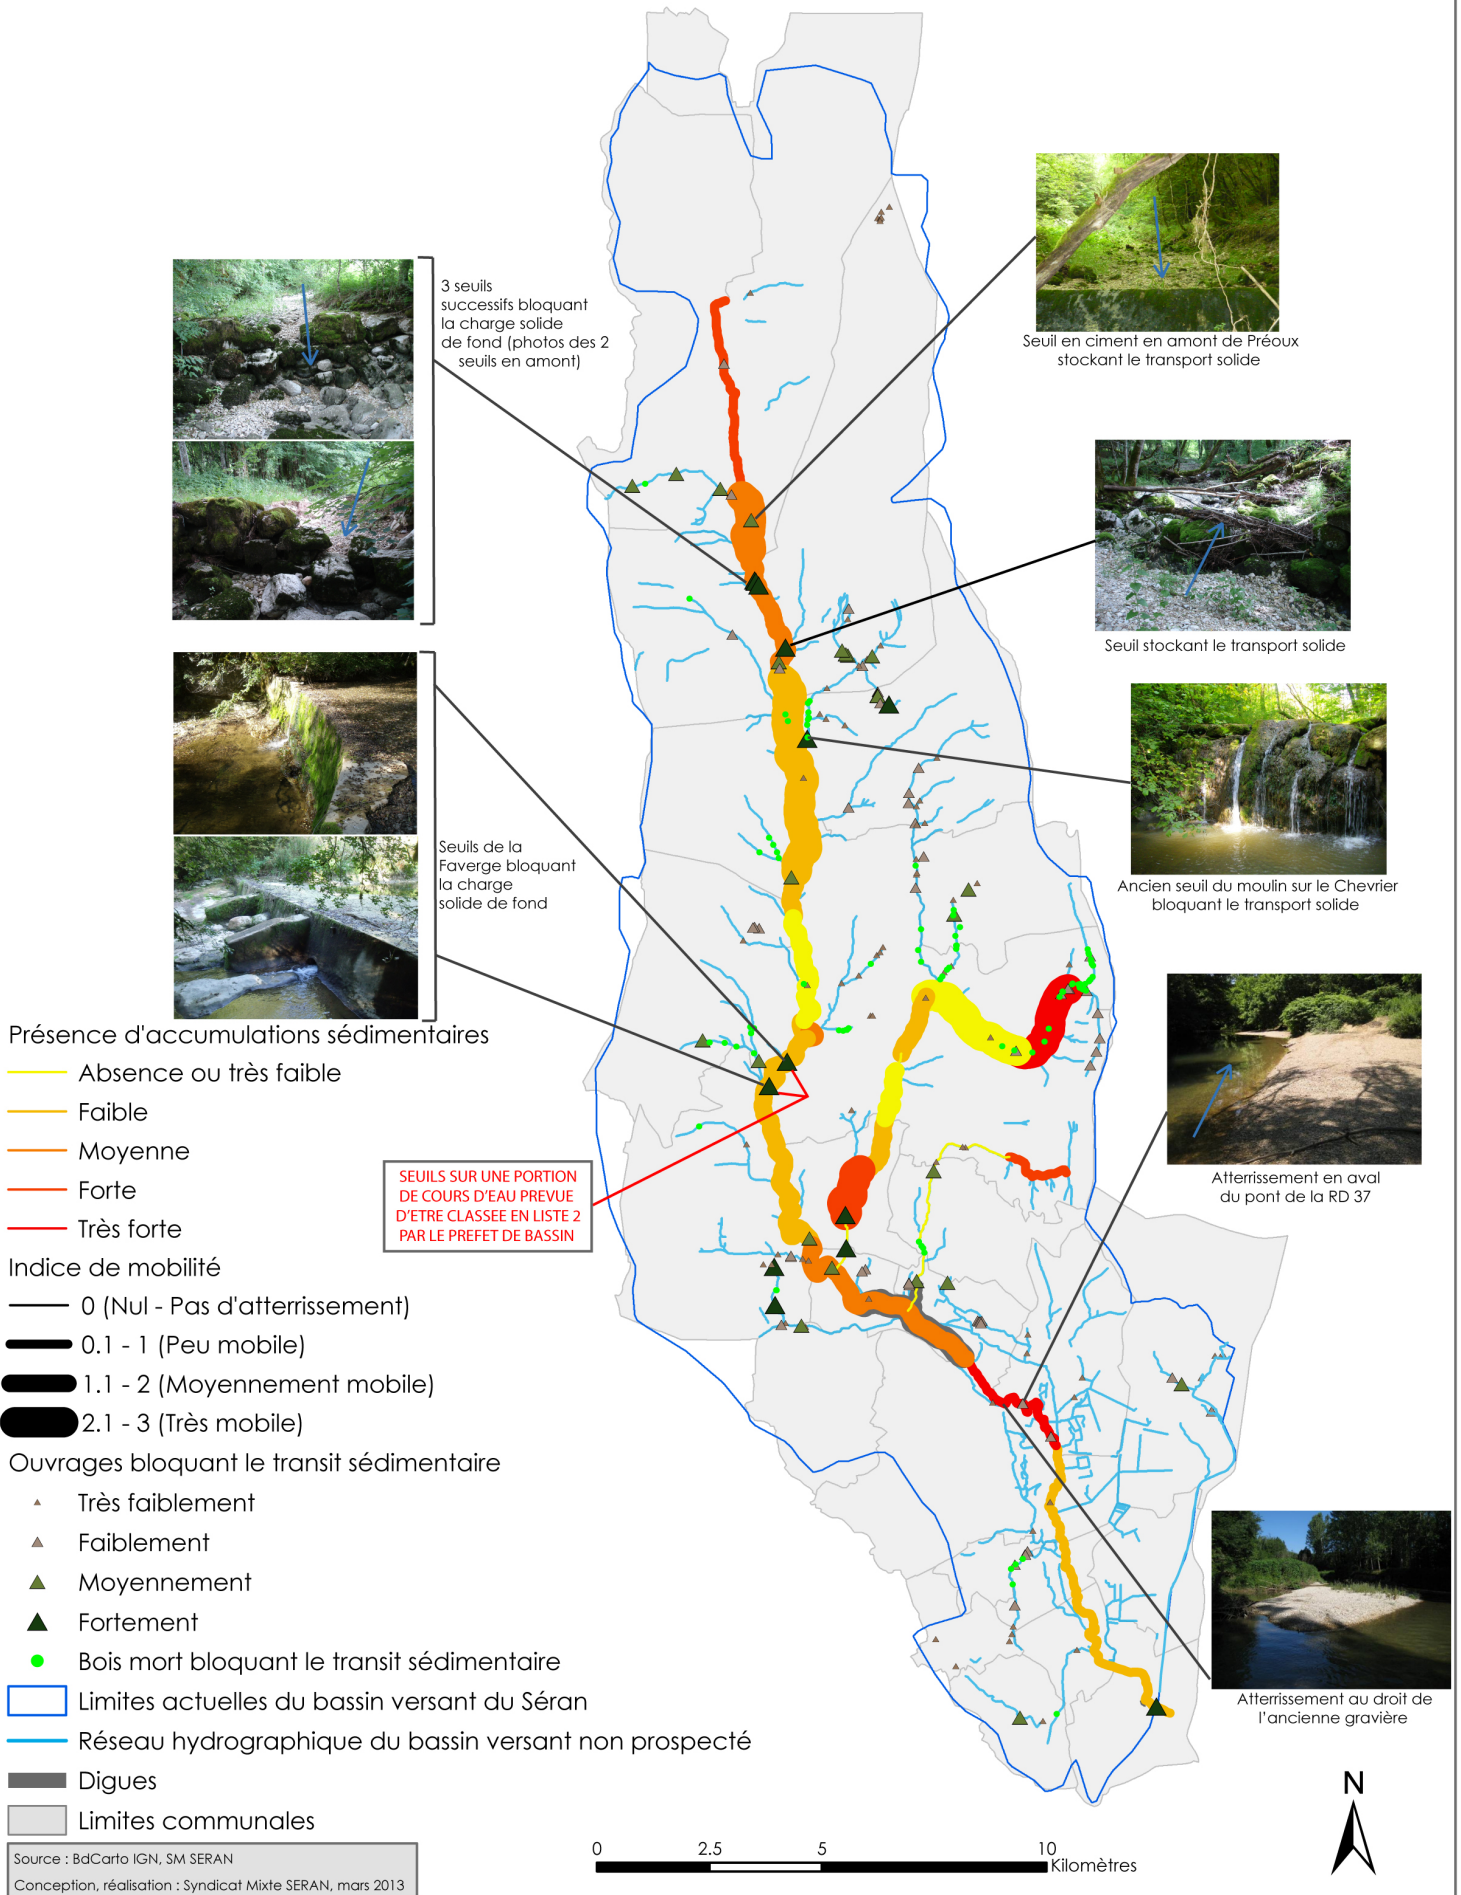 3 seuils
successifs bloquant
la charge solide
de fond (photos des 2
seuils en amont)
Seuil en ciment en amont de Préoux
stockant le transport solide
Seuil stockant le transport solide
Ancien seuil du moulin sur le Chevrier
bloquant le transport solide
Seuils de la
Faverge bloquant
la charge
solide de fond
Atterrissement en aval
du pont de la RD 37
SEUILS SUR UNE PORTION
DE COURS D'EAU PREVUE
D'ETRE CLASSEE EN LISTE 2
PAR LE PREFET DE BASSIN
Atterrissement au droit de
l'ancienne gravière
Présence d'accumulations sédimentaires
Absence ou très faible
Faible
Moyenne
Forte
Très forte
Indice de mobilité
0 (Nul - Pas d'atterrissement)
0.1 - 1 (Peu mobile)
1.1 - 2 (Moyennement mobile)
2.1 - 3 (Très mobile)
Ouvrages bloquant le transit sédimentaire
Très faiblement
Faiblement
Moyennement
Fortement
Bois mort bloquant le transit sédimentaire
Limites actuelles du bassin versant du Séran
Réseau hydrographique du bassin versant non prospecté
Digues
Limites communales
Source : BdCarto IGN, SM SERAN
Conception, réalisation : Syndicat Mixte SERAN, mars 2013
0 2.5 5 10
Kilomètres
N